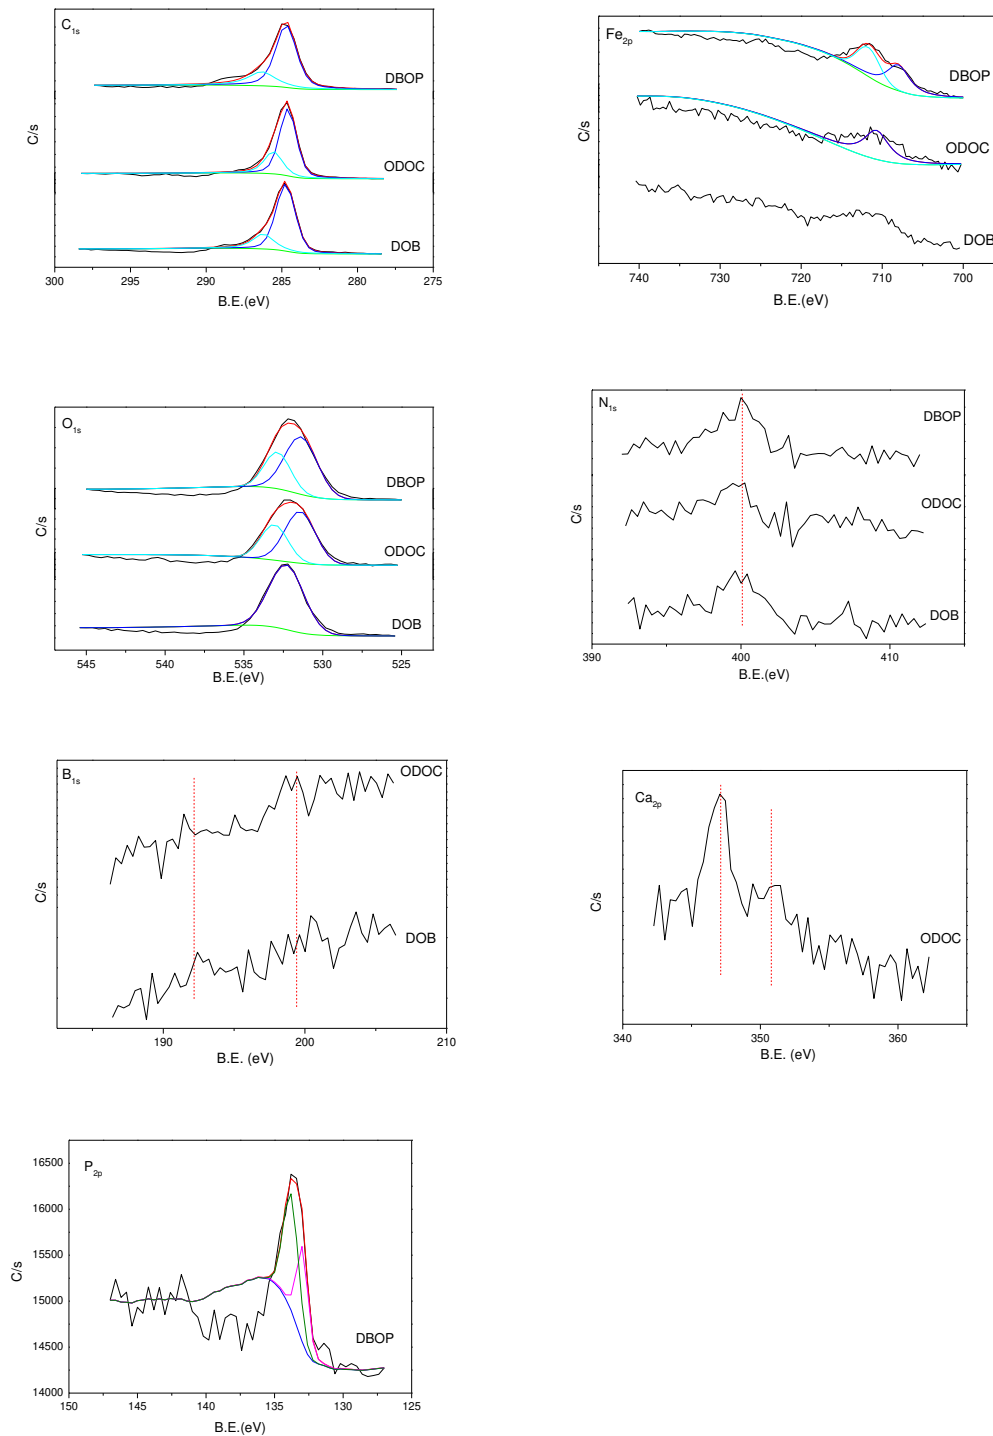 C1s
DBOP
ODOC
DOB
C/s
300 295 290 285 280 275
B.E.(eV)
Fe2p
DBOP
ODOC
DOB
C/s
740 730 720 710 700
B.E.(eV)
O1s
DBOP
ODOC
DOB
C/s
545 540 535 530 525
B.E.(eV)
N1s
DBOP
ODOC
DOB
C/s
390 400 410
B.E.(eV)
B1s
ODOC
DOB
C/s
190 200 210
B.E. (eV)
Ca2p
ODOC
C/s
340 350 360
B.E. (eV)
P2p
16500
16000
15500
15000
14500
14000
DBOP
C/s
150 145 140 135 130 125
B.E.(eV)